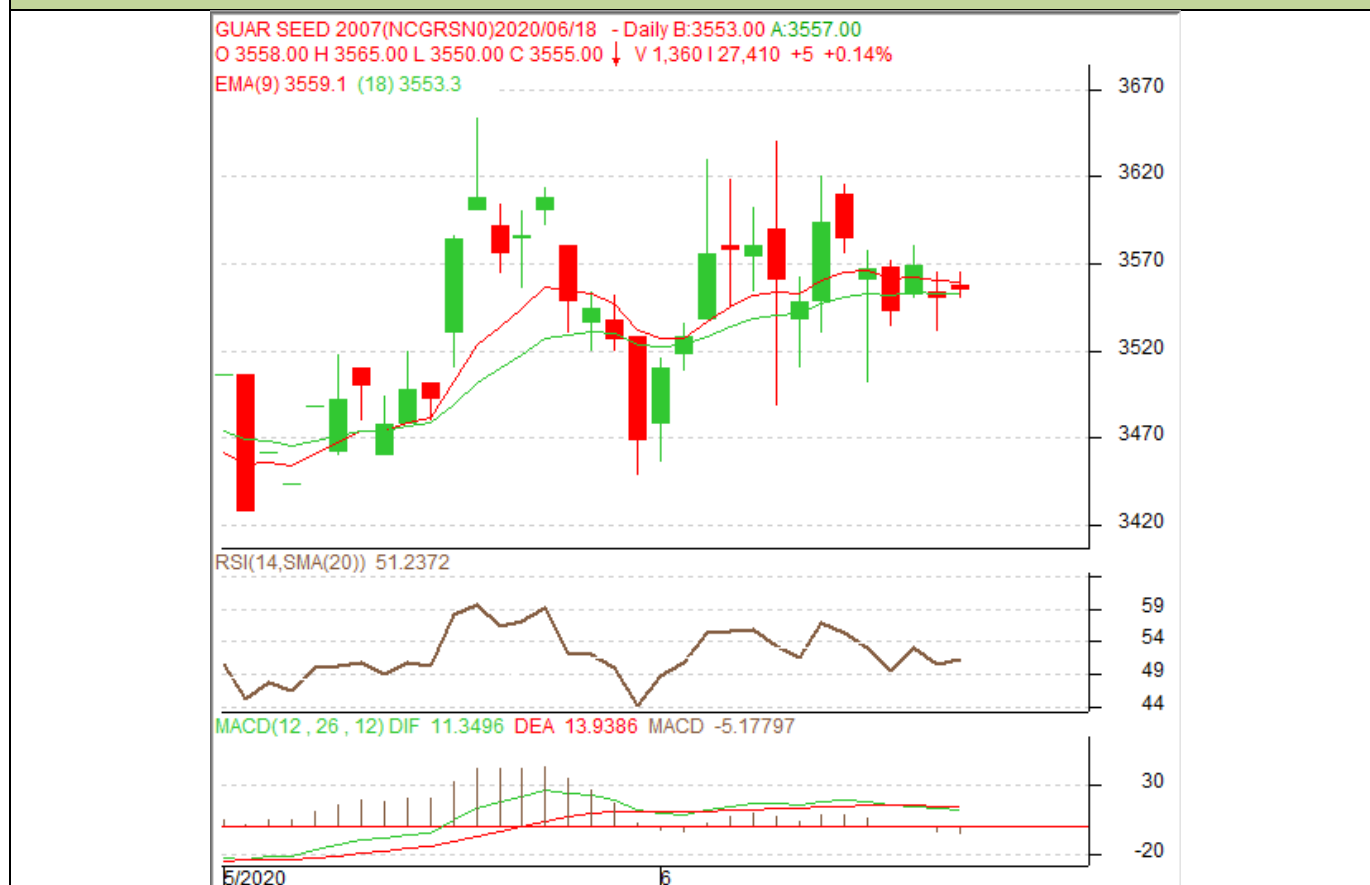 GUAR SEED 2007(NCGRSN0)2020/06/18 - Daily B:3553.00 A:3557.00
O 3558.00 H 3565.00 L 3550.00 C 3555.00 ↓ V 1,360 I 27,410 +5 +0.14%
EMA(9) 3559.1 (18) 3553.3
3670
3620
3570
3520
3470
3420
RSI(14,SMA(20)) 51.2372
59
54
49
44
MACD(12 , 26 , 12) DIF 11.3496 DEA 13.9386 MACD -5.17797
30
-20
5/2020 6